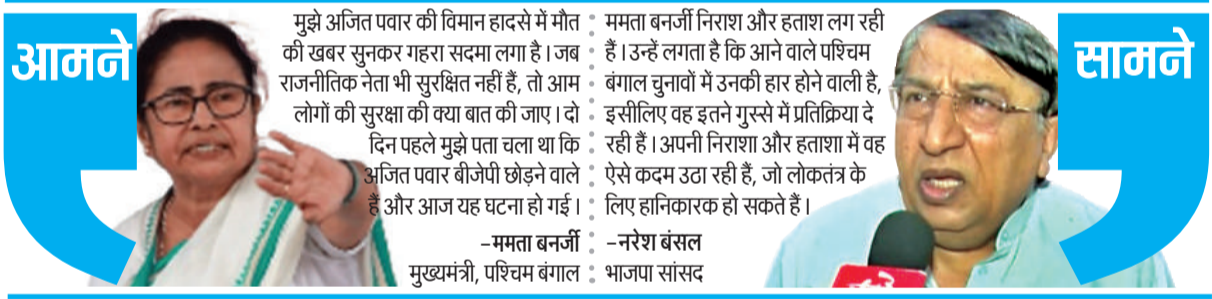 आमने
मुझे अजित पवार की विमान हादसे में मौत
की खबर सुनकर गहरा सदमा लगा है। जब
राजनीतिक नेता भी सुरक्षित नहीं हैं, तो आम
लोगों की सुरक्षा की क्या बात की जाए। दो
दिन पहले मुझे पता चला था कि
अजित पवार बीजेपी छोड़ने वाले
हैं और आज यह घटना हो गई।
–ममता बनर्जी
मुख्यमंत्री, पश्चिम बंगाल
ममता बनर्जी निराश और हताश लग रही
हैं। उन्हें लगता है कि आने वाले पश्चिम
बंगाल चुनावों में उनकी हार होने वाली है,
इसीलिए वह इतने गुस्से में प्रतिक्रिया दे
रही हैं। अपनी निराशा और हताशा में वह
ऐसे कदम उठा रही हैं, जो लोकतंत्र के
लिए हानिकारक हो सकते हैं।
–नरेश बंसल
भाजपा सांसद
सामने